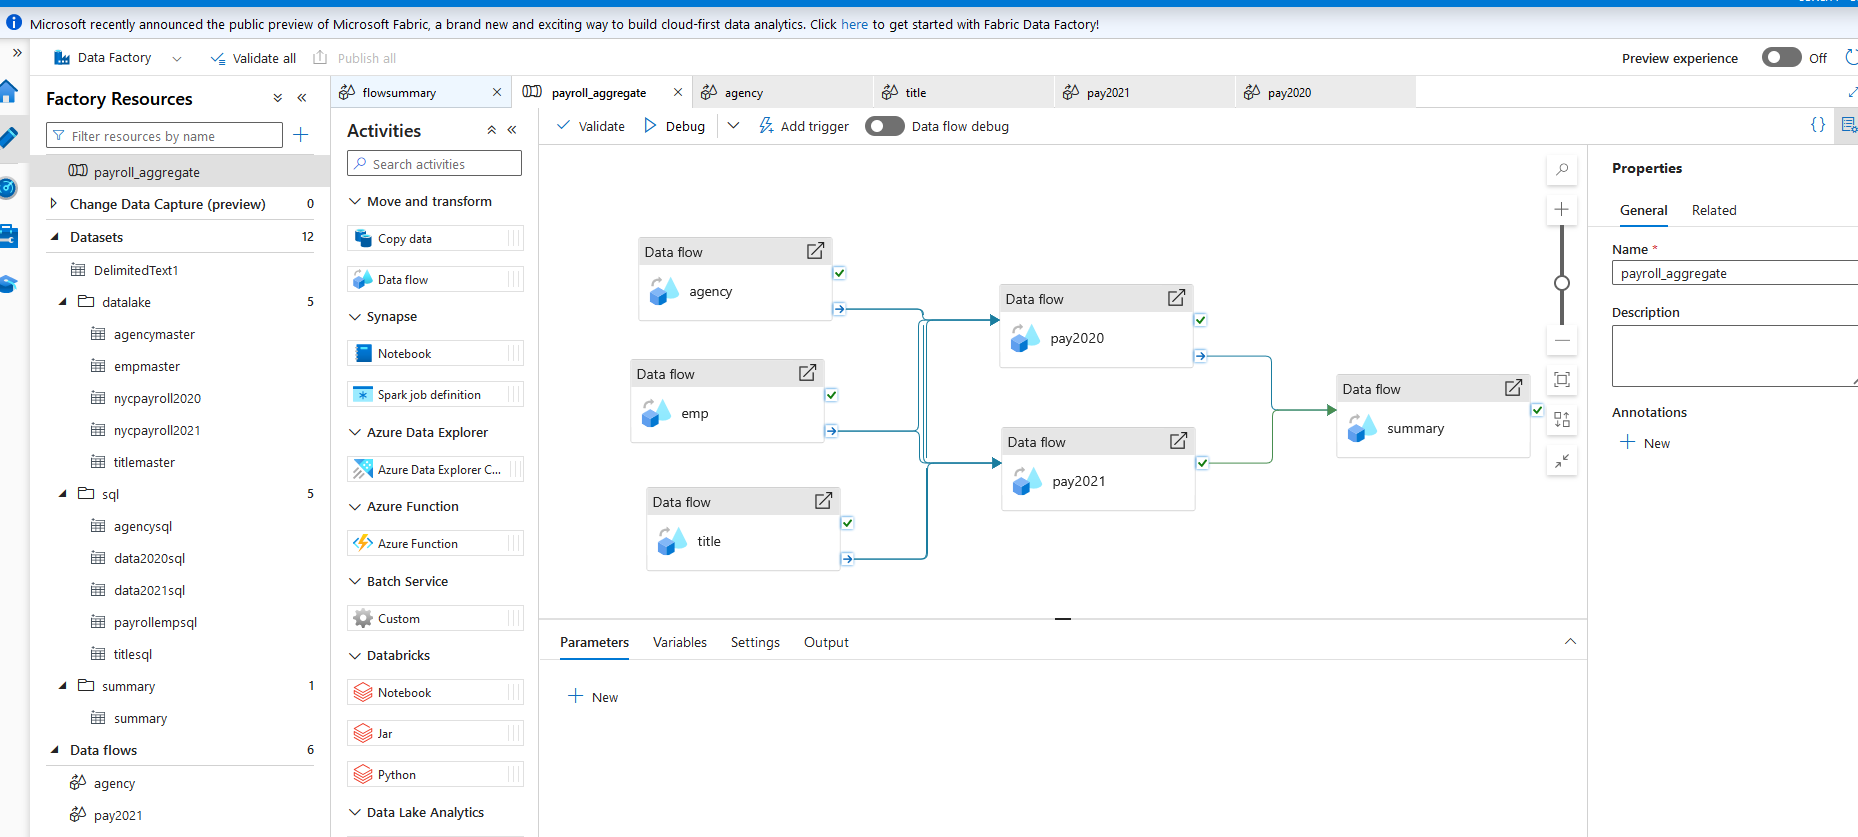 Microsoft recently announced the public preview of Microsoft Fabric, a brand new and exciting way to build cloud-first data analytics. Click here to get started with Fabric Data Factory!
Data Factory
Validate all
Publish all
Preview experience
Off
Factory Resources
Filter resources by name
payroll_aggregate
Change Data Capture (preview) 0
Datasets 12
DelimitedText1
datalake 5
agencymaster
empmaster
nycpayroll2020
nycpayroll2021
titlemaster
sql 5
agencysql
data2020sql
data2021sql
payrollempsql
titlesql
summary 1
summary
Data flows 6
agency
pay2021
flowsummary
payroll_aggregate
agency
title
pay2021
pay2020
Activities
Search activities
Move and transform
Copy data
Data flow
Synapse
Notebook
Spark job definition
Azure Data Explorer
Azure Data Explorer C...
Azure Function
Azure Function
Batch Service
Custom
Databricks
Notebook
Jar
Python
Data Lake Analytics
Validate
Debug
Add trigger
Data flow debug
{}
Data flow
agency
Data flow
emp
Data flow
title
Data flow
pay2020
Data flow
pay2021
Data flow
summary
Parameters
Variables
Settings
Output
New
Properties
General
Related
Name *
payroll_aggregate
Description
Annotations
New